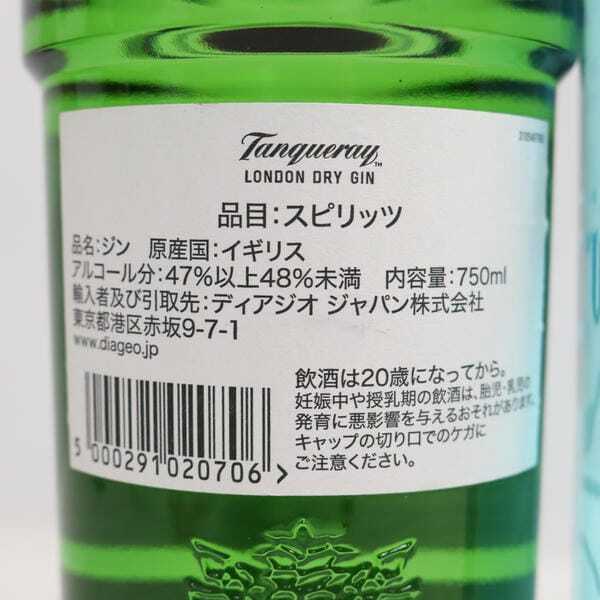 Tanqueray™
LONDON DRY GIN
品目:スピリッツ
品名:ジン 原産国:イギリス
アルコール分:47%以上48%未満 内容量:750ml
輸入者及び引取先:ディアジオ ジャパン株式会社
東京都港区赤坂9-7-1
www.diageo.jp
飲酒は20歳になってから。
妊娠中や授乳期の飲酒は、胎児・乳児の
発育に悪影響を与えるおそれがあります。
キャップの切り口でのケガに
ご注意ください。
5 000291 020706 >